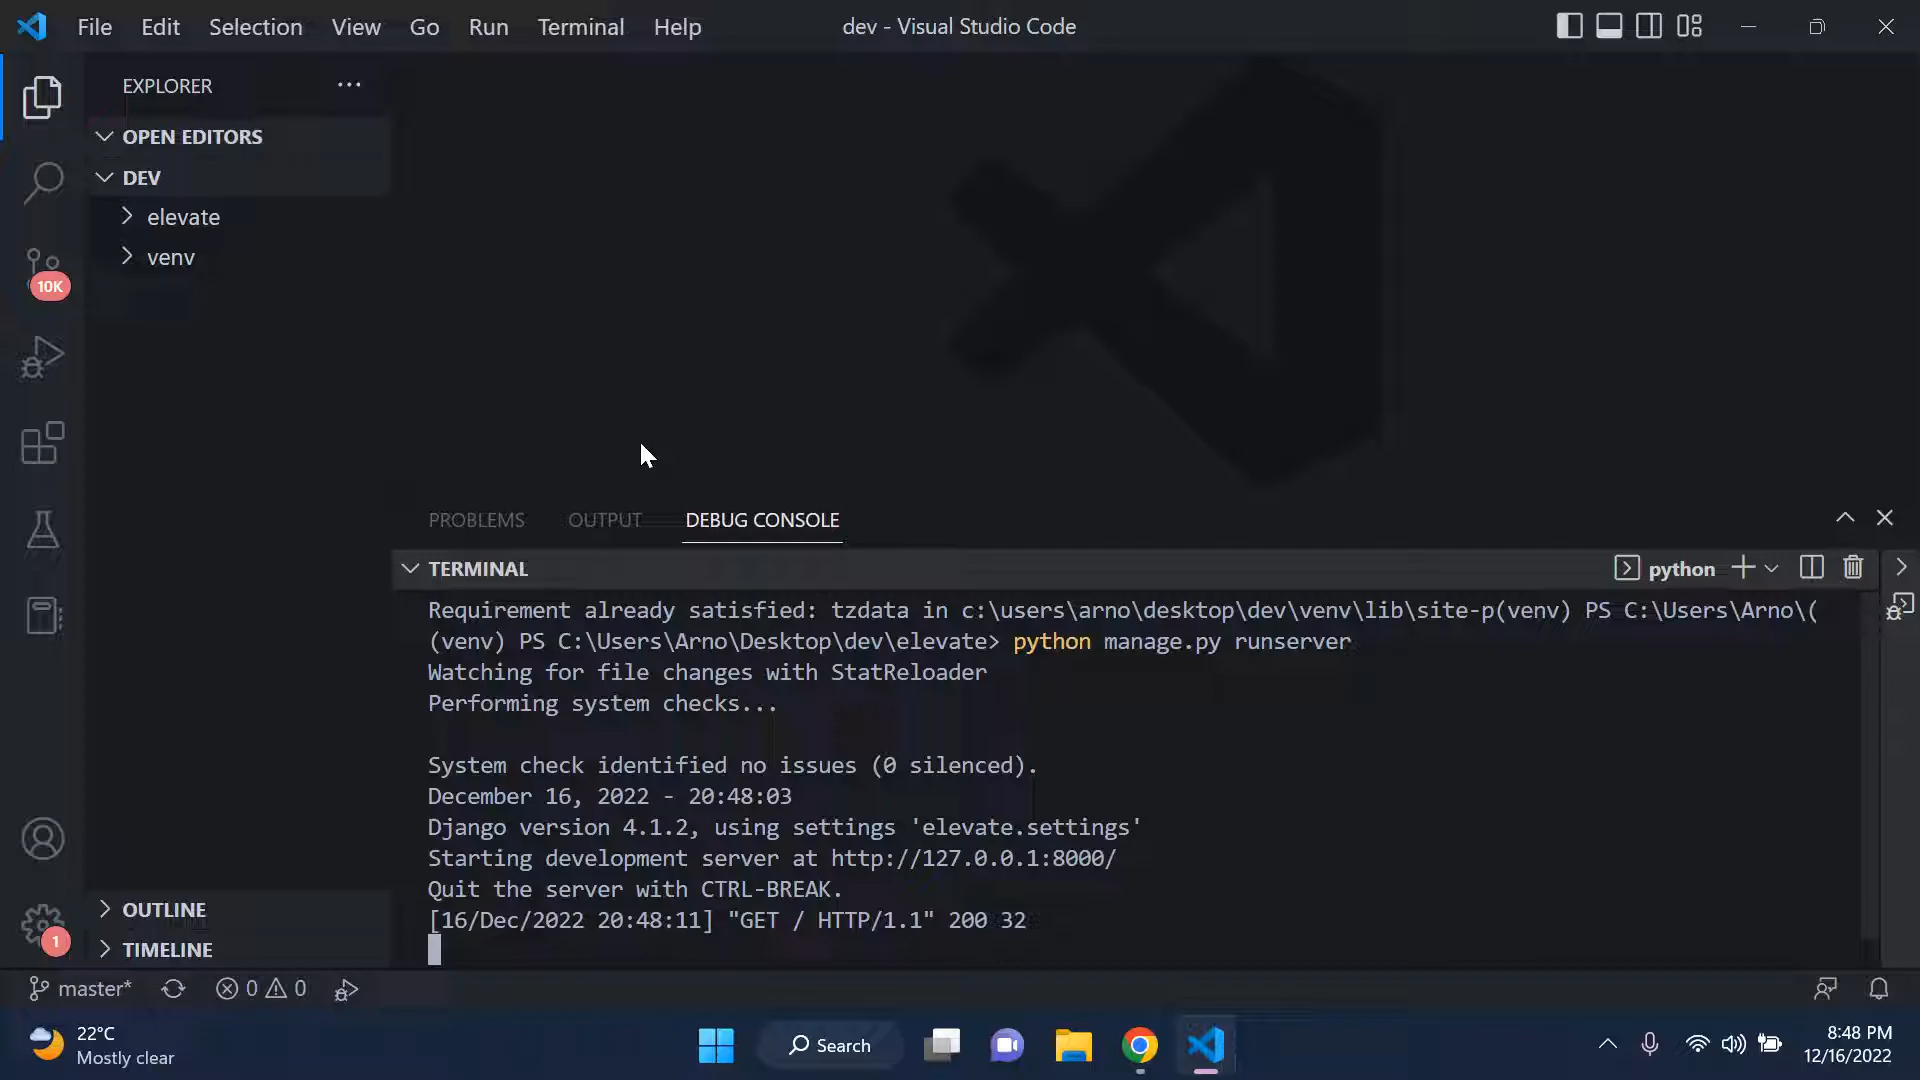 File Edit Selection View Go Run Terminal Help
dev - Visual Studio Code
EXPLORER
OPEN EDITORS
DEV
elevate
venv
10K
PROBLEMS OUTPUT DEBUG CONSOLE
TERMINAL
python
Requirement already satisfied: tzdata in c:\users\arno\desktop\dev\venv\lib\site-p(venv) PS C:\Users\Arno\(
(venv) PS C:\Users\Arno\Desktop\dev\elevate> python manage.py runserver
Watching for file changes with StatReloader
Performing system checks...
System check identified no issues (0 silenced).
December 16, 2022 - 20:48:03
Django version 4.1.2, using settings 'elevate.settings'
Starting development server at http://127.0.0.1:8000/
Quit the server with CTRL-BREAK.
[16/Dec/2022 20:48:11] "GET / HTTP/1.1" 200 32
OUTLINE
1
TIMELINE
master* 0 0
22°C
Mostly clear
Search
8:48 PM
12/16/2022